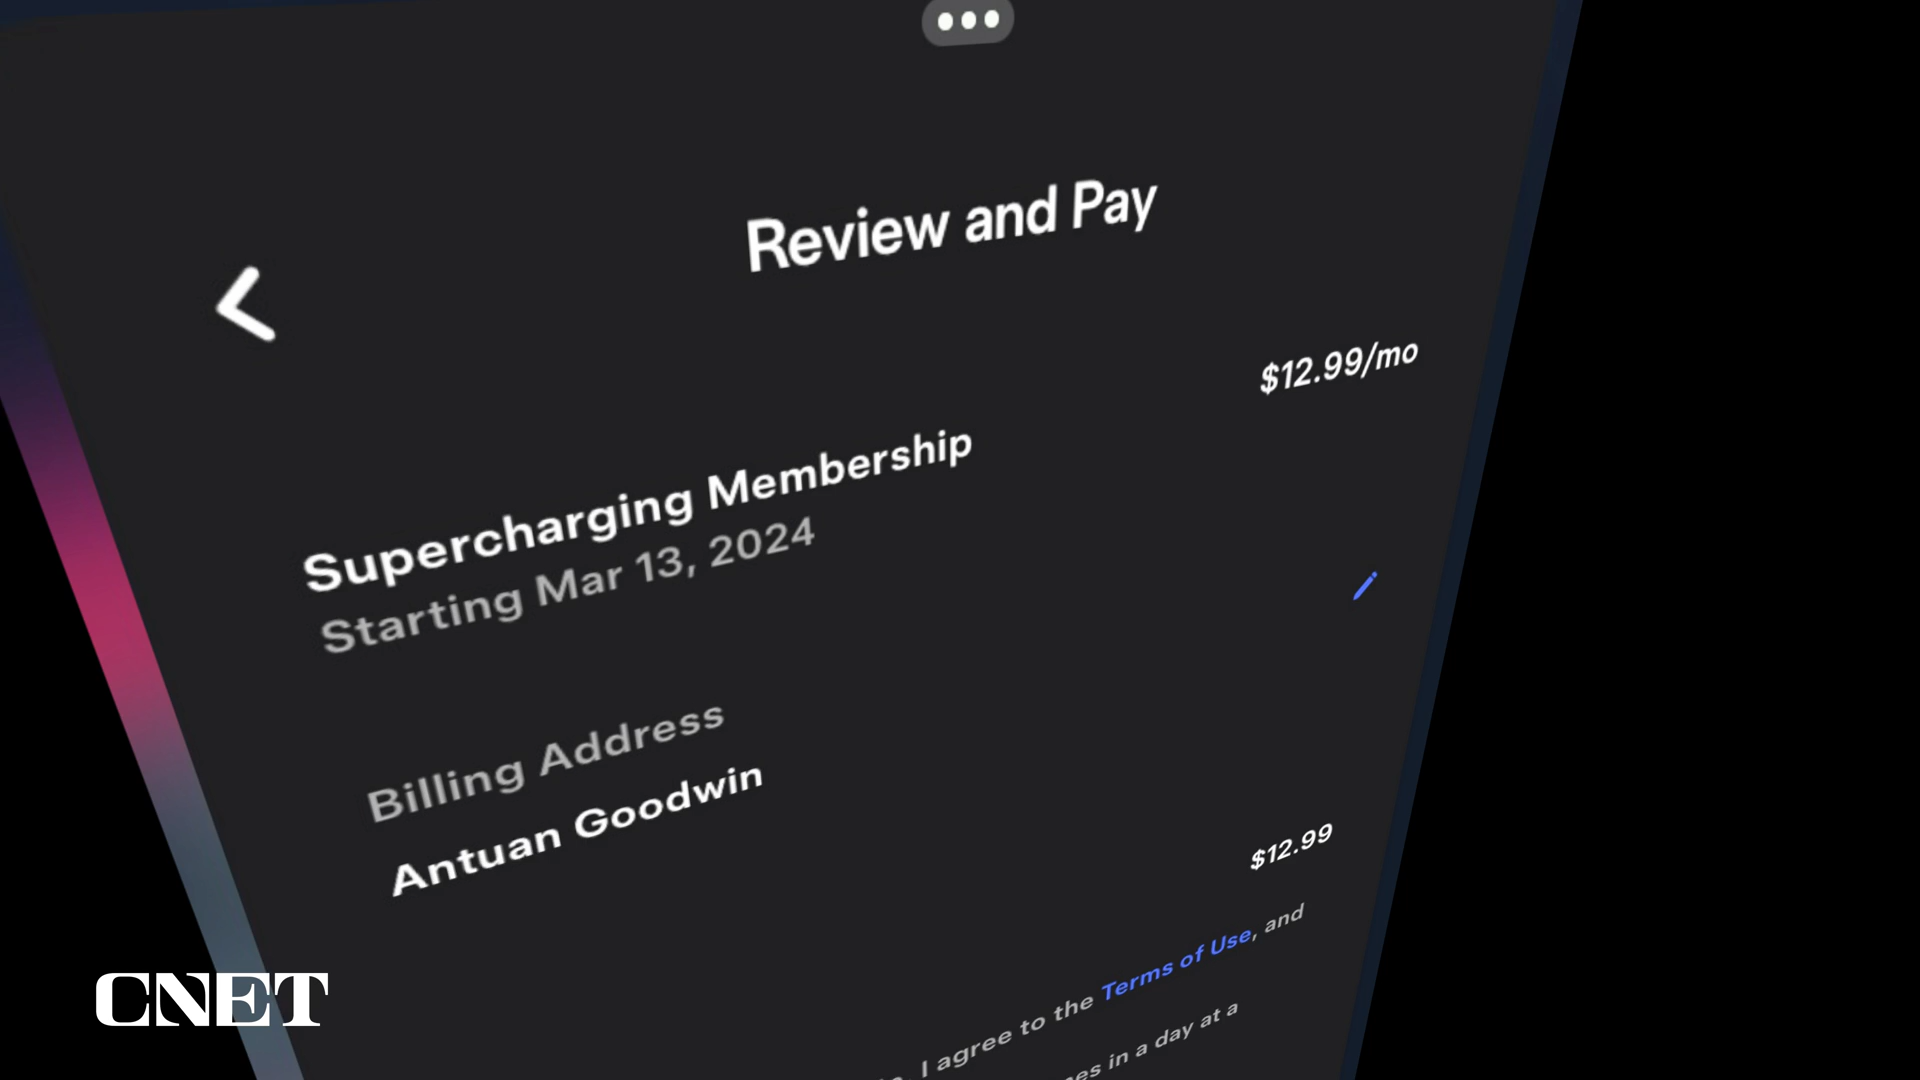 Review and Pay
$12.99/mo
Supercharging Membership
Starting Mar 13, 2024
Billing Address
Antuan Goodwin
$12.99
I agree to the Terms of Use, and
in a day at a
CNET